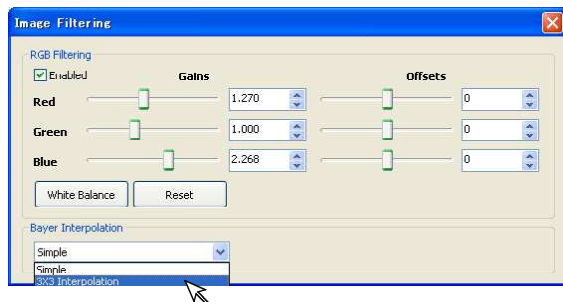 Image Filtering
RGB Filtering
Enabled Gains Offsets
Red 1.270 0
Green 1.000 0
Blue 2.268 0
White Balance Reset
Bayer Interpolation
Simple
Simple
3X3 Interpolation